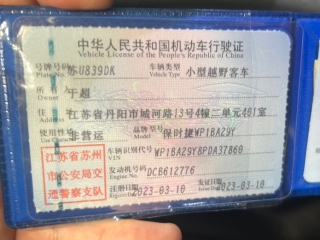 中华人民共和国机动车行驶证
Vehicle License of the People's Republic of China
号牌号码 苏U839DK 车辆类型 小型越野客车
Plate No. Vehicle Type
所有人 于超
住址 江苏省丹阳市城河路13号4幢二单元461室
使用性质 非营运 品牌型号 保时捷WP1BA29Y
Model
江苏省苏州 车辆识别代号 WP1BA29Y8PDA37860
VIN
市公安局交 发动机号码 DCB612776
Engine No.
通警察支队 注册日期 2023-03-10 发证日期 2023-03-10
Register Date Issue Date